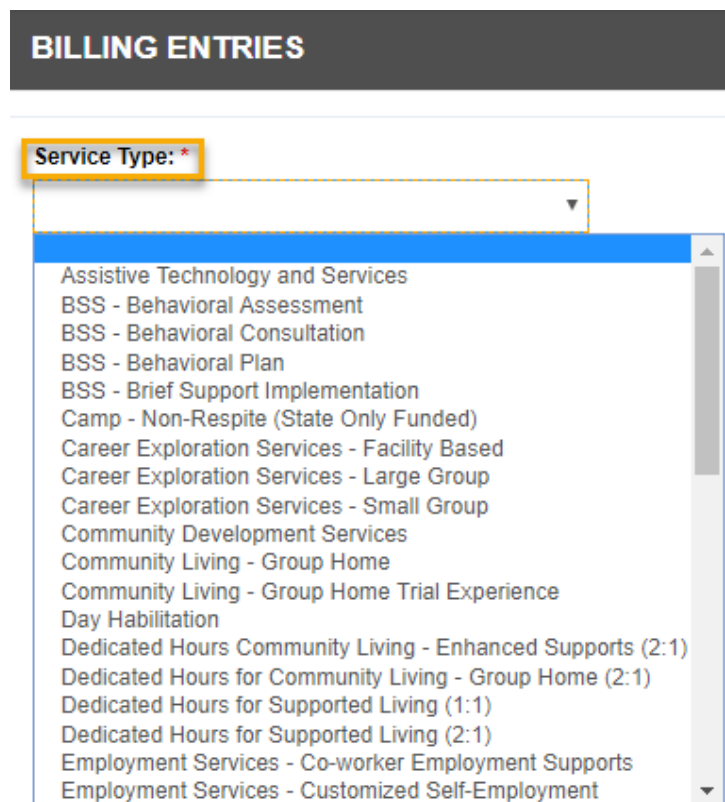 BILLING ENTRIES
Service Type: *
Assistive Technology and Services
BSS - Behavioral Assessment
BSS - Behavioral Consultation
BSS - Behavioral Plan
BSS - Brief Support Implementation
Camp - Non-Respite (State Only Funded)
Career Exploration Services - Facility Based
Career Exploration Services - Large Group
Career Exploration Services - Small Group
Community Development Services
Community Living - Group Home
Community Living - Group Home Trial Experience
Day Habilitation
Dedicated Hours Community Living - Enhanced Supports (2:1)
Dedicated Hours for Community Living - Group Home (2:1)
Dedicated Hours for Supported Living (1:1)
Dedicated Hours for Supported Living (2:1)
Employment Services - Co-worker Employment Supports
Employment Services - Customized Self-Employment